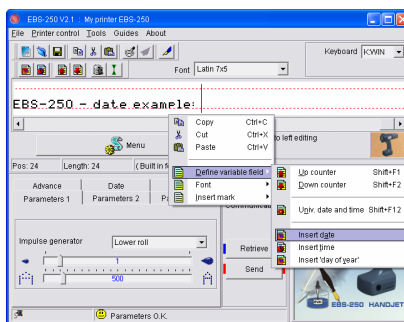 EBS-250 V2.1 : My printer EBS-250
File Printer control Tools Guides About
Keyboard K:WIN
Font Latin 7x5
EBS-250 - date example:
Copy Ctrl+C
Cut Ctrl+X
Paste Ctrl+V
Define variable field
Font
Insert mark
Menu
to left editing
Pos: 24 Length: 24 (Built in f
Up counter Shift+F1
Down counter Shift+F2
Univ. date and time Shift+F12
Insert date
Insert time
Insert 'day of year'
Advance Date
Parameters 1 Parameters 2
Impulse generator Lower roll
1
500
Retrieve
Send
EBS-250 HANDJET
Parameters O.K.